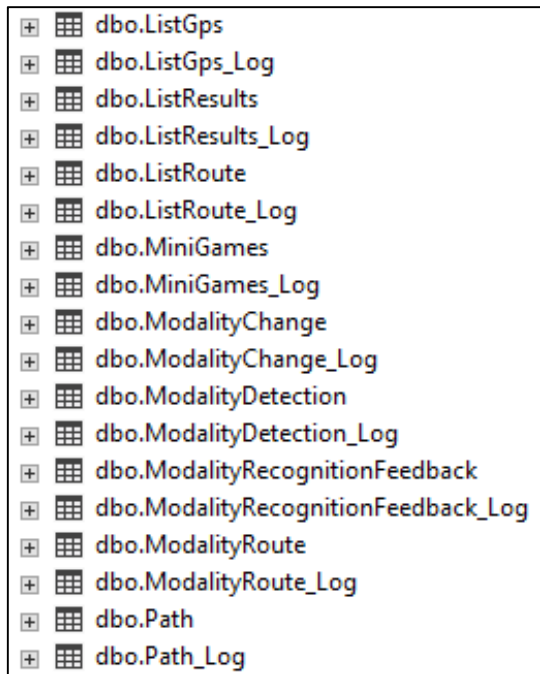 dbo.ListGps
dbo.ListGps_Log
dbo.ListResults
dbo.ListResults_Log
dbo.ListRoute
dbo.ListRoute_Log
dbo.MiniGames
dbo.MiniGames_Log
dbo.ModalityChange
dbo.ModalityChange_Log
dbo.ModalityDetection
dbo.ModalityDetection_Log
dbo.ModalityRecognitionFeedback
dbo.ModalityRecognitionFeedback_Log
dbo.ModalityRoute
dbo.ModalityRoute_Log
dbo.Path
dbo.Path_Log